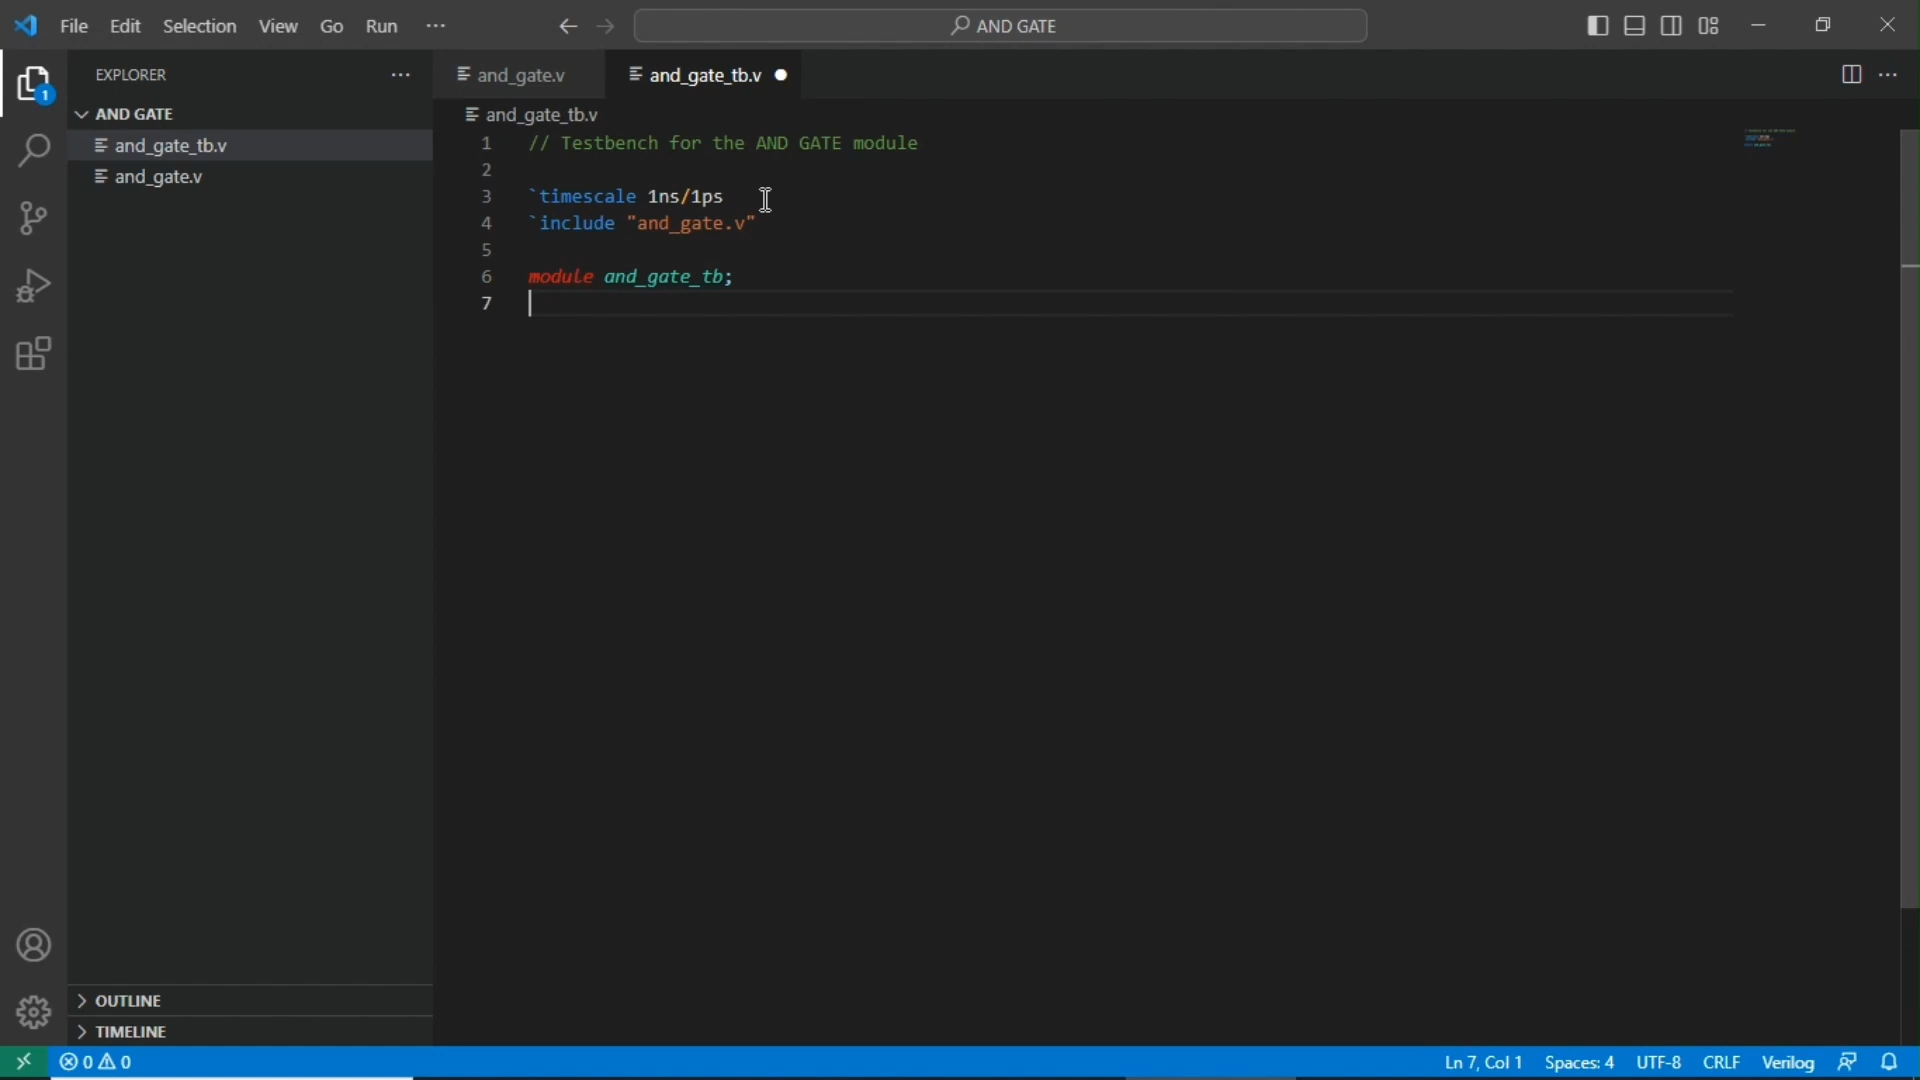 File Edit Selection View Go Run ···
AND GATE
EXPLORER ···
and_gate.v
and_gate_tb.v
1
AND GATE
and_gate_tb.v
and_gate.v
and_gate_tb.v
1 // Testbench for the AND GATE module
2
3 `timescale 1ns/1ps
4 `include "and_gate.v"
5
6 module and_gate_tb;
7
OUTLINE
TIMELINE
0 0 Ln 7, Col 1 Spaces: 4 UTF-8 CRLF Verilog